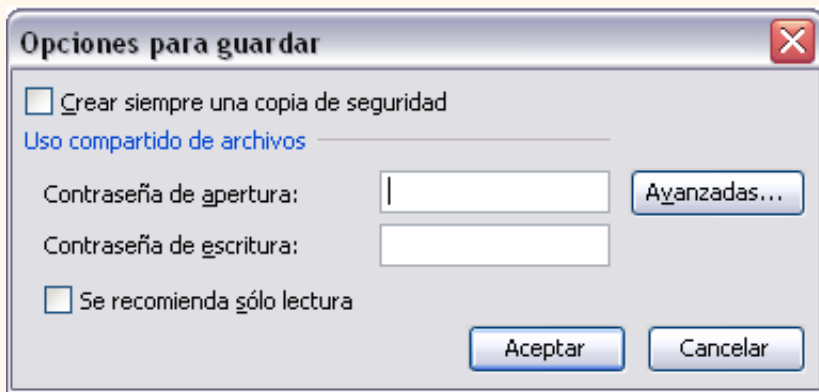 Opciones para guardar
Crear siempre una copia de seguridad
Uso compartido de archivos
Contraseña de apertura:
Avanzadas...
Contraseña de escritura:
Se recomienda sólo lectura
Aceptar
Cancelar